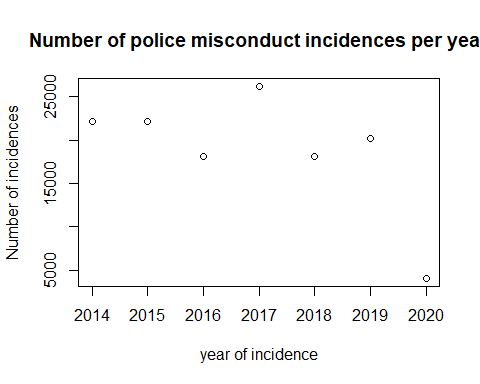 Number of police misconduct incidences per yea
Number of incidences
25000
15000
5000
2014 2015 2016 2017 2018 2019 2020
year of incidence